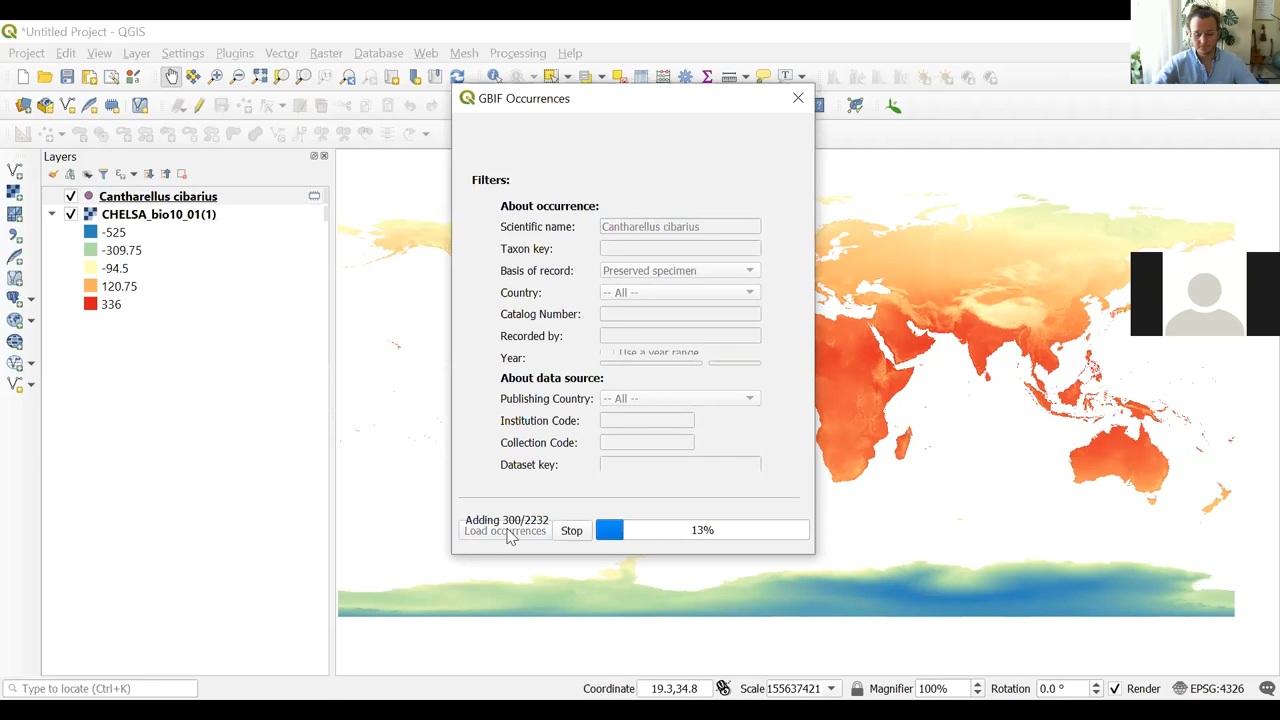 *Untitled Project - QGIS
Project Edit View Layer Settings Plugins Vector Raster Database Web Mesh Processing Help
GBIF Occurrences
Layers
Cantharellus cibarius
CHELSA_bio10_01(1)
-525
-309.75
-94.5
120.75
336
Filters:
About occurrence:
Scientific name: Cantharellus cibarius
Taxon key:
Basis of record: Preserved specimen
Country: -- All --
Catalog Number:
Recorded by:
Year: Use a year range
About data source:
Publishing Country: -- All --
Institution Code:
Collection Code:
Dataset key:
Adding 300/2232
Load occurrences Stop 13%
Type to locate (Ctrl+K) Coordinate 19.3,34.8 Scale 155637421 Magnifier 100% Rotation 0.0 ° Render EPSG:4326